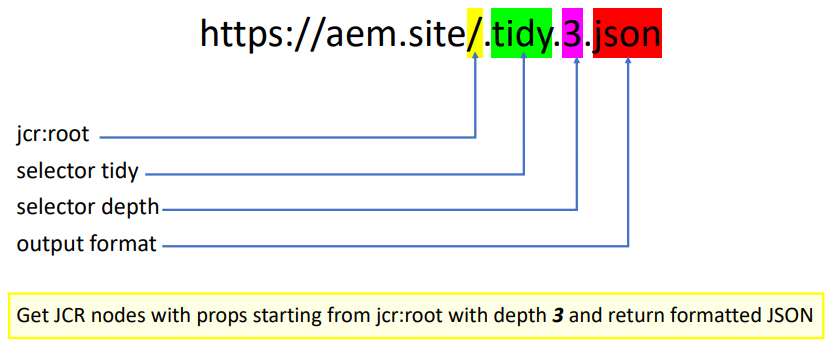 https://aem.site/.tidy.3.json
jcr:root
selector tidy
selector depth
output format
Get JCR nodes with props starting from jcr:root with depth 3 and return formatted JSON